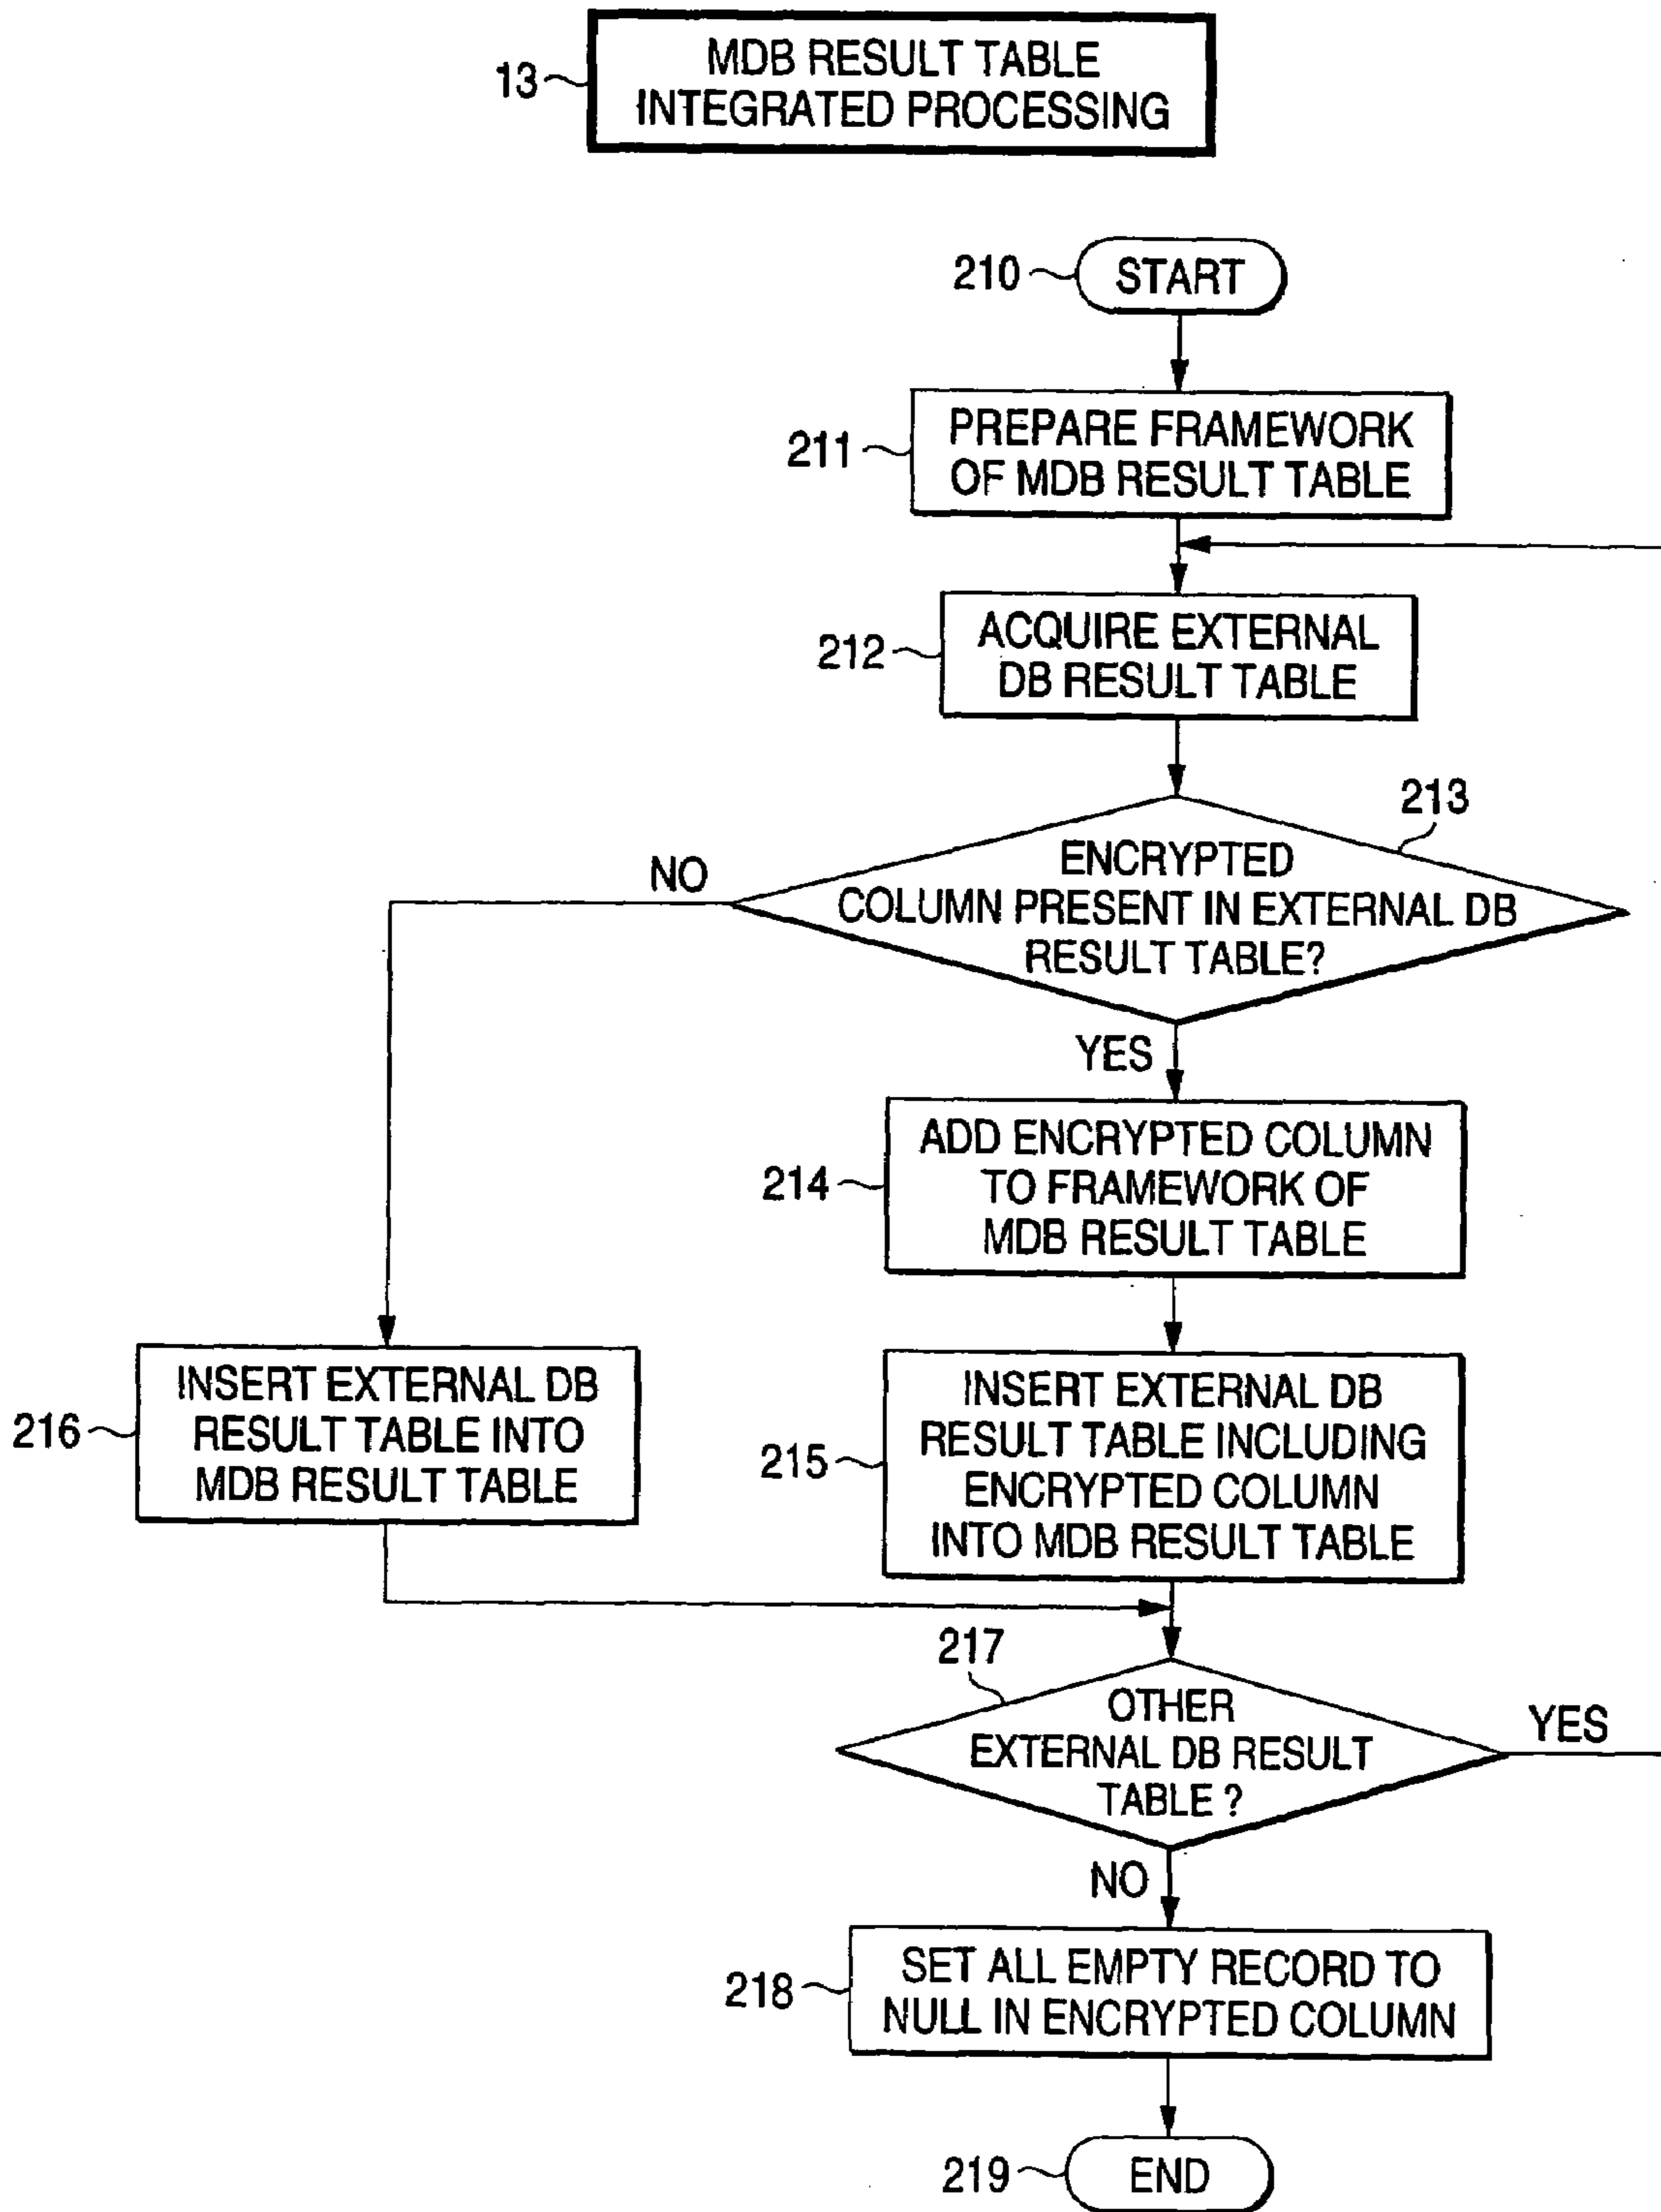 13
MDB RESULT TABLE
INTEGRATED PROCESSING
210
START
211
PREPARE FRAMEWORK
OF MDB RESULT TABLE
212
ACQUIRE EXTERNAL
DB RESULT TABLE
213
ENCRYPTED
COLUMN PRESENT IN EXTERNAL DB
RESULT TABLE?
NO
YES
214
ADD ENCRYPTED COLUMN
TO FRAMEWORK OF
MDB RESULT TABLE
216
INSERT EXTERNAL DB
RESULT TABLE INTO
MDB RESULT TABLE
215
INSERT EXTERNAL DB
RESULT TABLE INCLUDING
ENCRYPTED COLUMN
INTO MDB RESULT TABLE
217
OTHER
EXTERNAL DB RESULT
TABLE ?
YES
NO
218
SET ALL EMPTY RECORD TO
NULL IN ENCRYPTED COLUMN
219
END